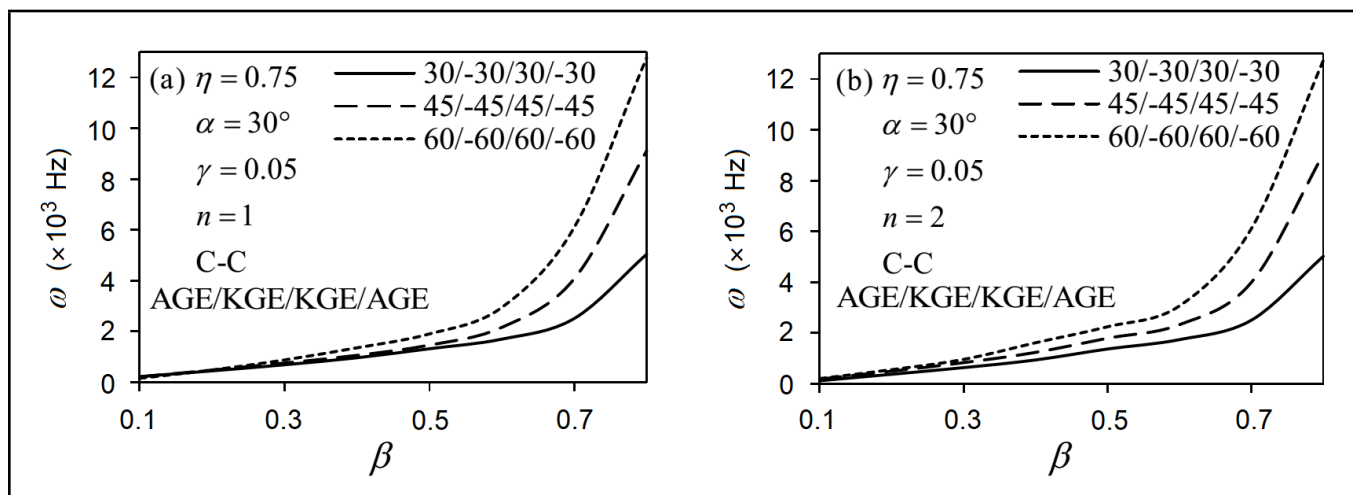 (a) η = 0.75
α = 30°
γ = 0.05
n = 1
C-C
AGE/KGE/KGE/AGE
30/-30/30/-30
45/-45/45/-45
60/-60/60/-60
12
10
8
6
4
2
0
ω (×10³ Hz)
0.1 0.3 0.5 0.7
β
(b) η = 0.75
α = 30°
γ = 0.05
n = 2
C-C
AGE/KGE/KGE/AGE
30/-30/30/-30
45/-45/45/-45
60/-60/60/-60
12
10
8
6
4
2
0
ω (×10³ Hz)
0.1 0.3 0.5 0.7
β